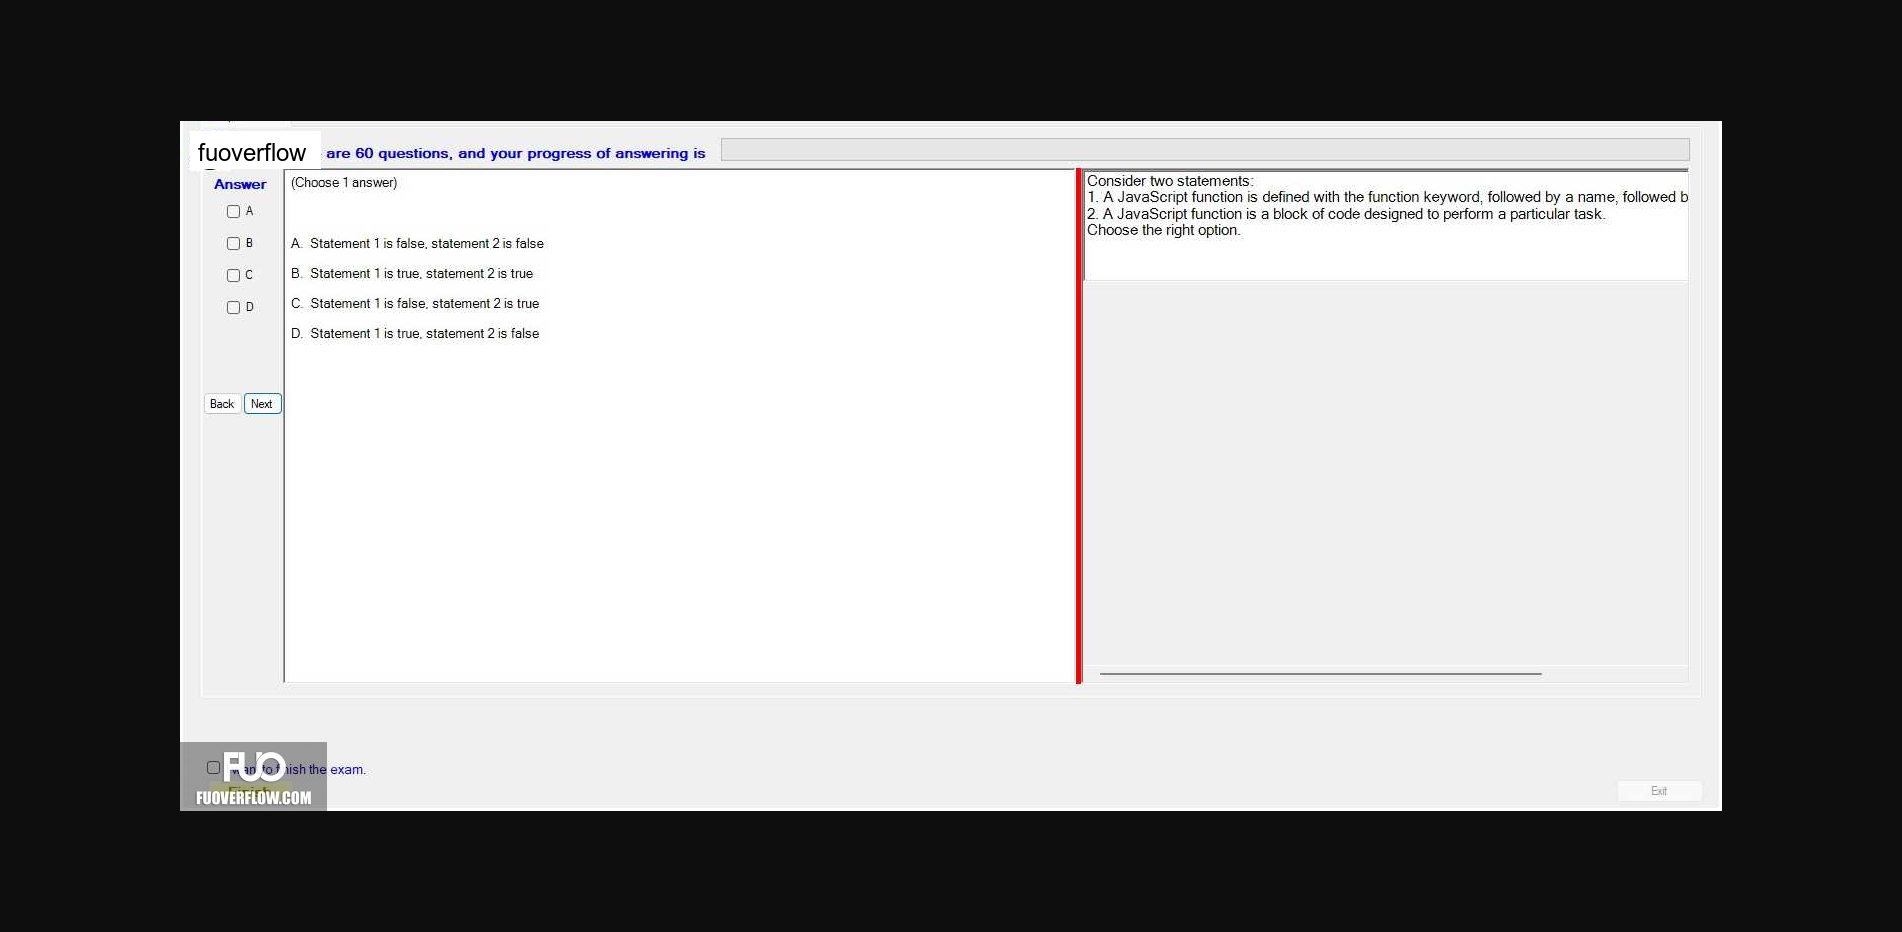 fuoverflow are 60 questions, and your progress of answering is
Answer
A
B
C
D
Back Next
(Choose 1 answer)
A. Statement 1 is false, statement 2 is false
B. Statement 1 is true, statement 2 is true
C. Statement 1 is false, statement 2 is true
D. Statement 1 is true, statement 2 is false
Consider two statements:
1. A JavaScript function is defined with the function keyword, followed by a name, followed b
2. A JavaScript function is a block of code designed to perform a particular task.
Choose the right option.
FUO
I want to finish the exam.
Finish
FUOVERFLOW.COM
Exit